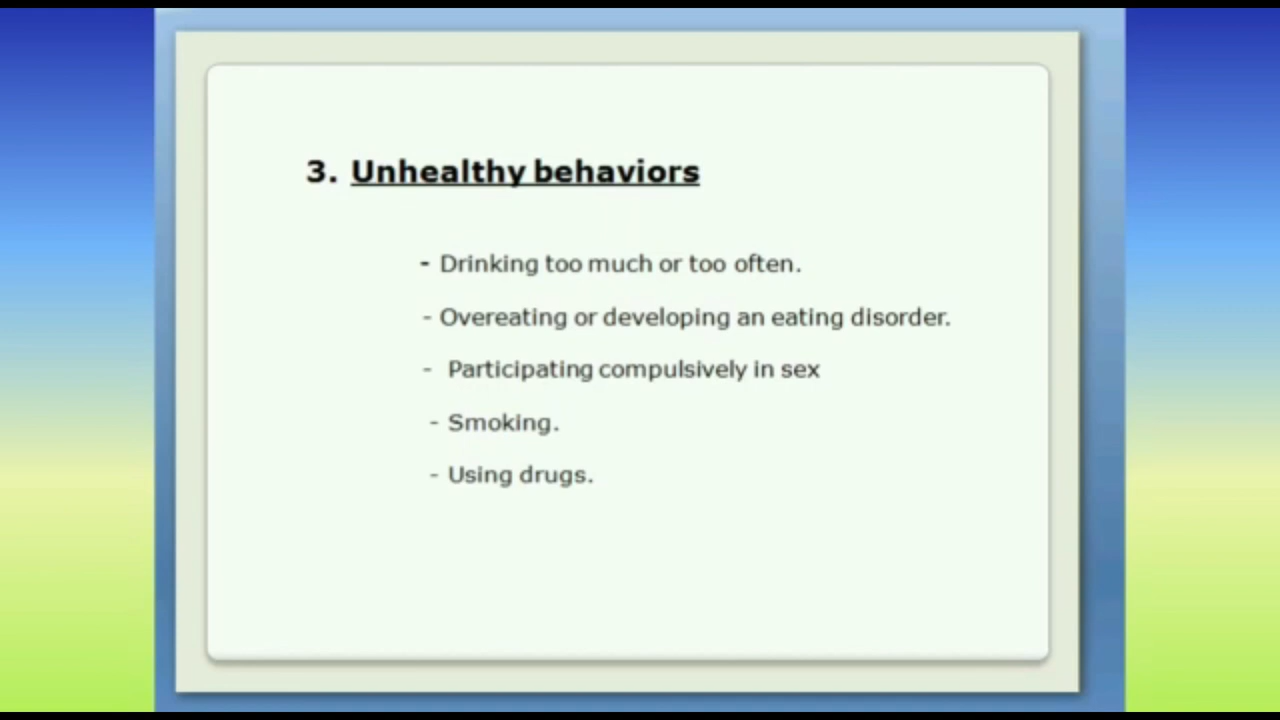 3. Unhealthy behaviors
- Drinking too much or too often.
- Overeating or developing an eating disorder.
- Participating compulsively in sex
- Smoking.
- Using drugs.